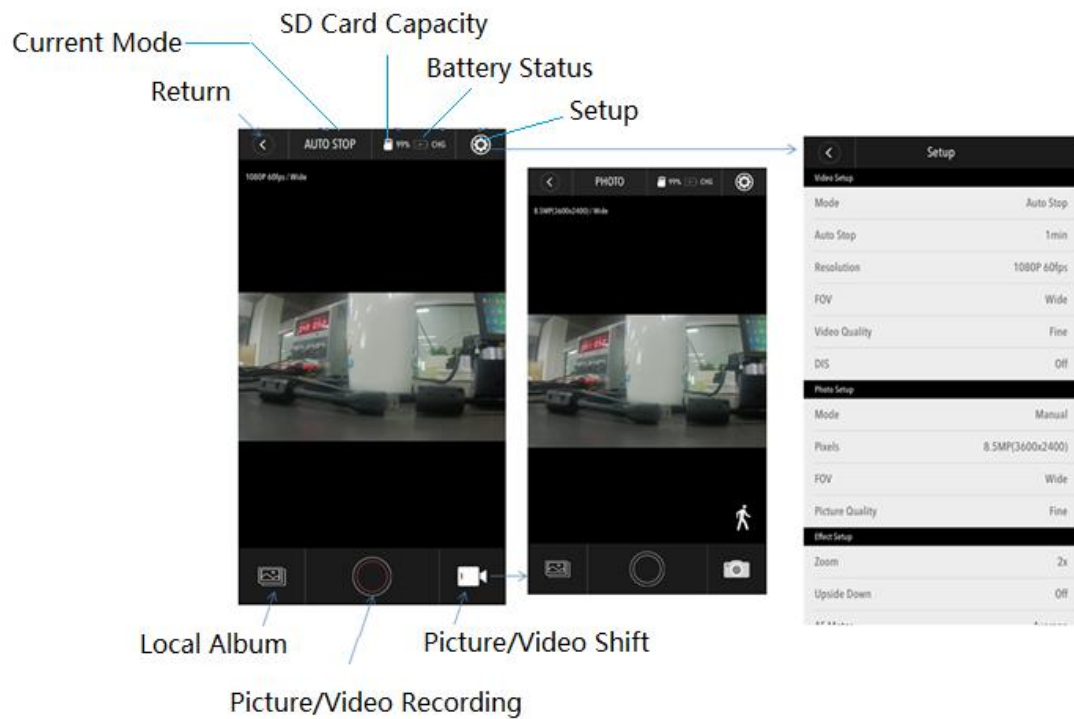 SD Card Capacity
Current Mode
Battery Status
Return
Setup
AUTO STOP 99% CHG
1080P 60fps / Wide
PHOTO 99% CHG
8.5MP(3600x2400) / Wide
Setup
Video Setup
Mode Auto Stop
Auto Stop 1min
Resolution 1080P 60fps
FOV Wide
Video Quality Fine
DIS Off
Photo Setup
Mode Manual
Pixels 8.5MP(3600x2400)
FOV Wide
Picture Quality Fine
Effect Setup
Zoom 2x
Upside Down Off
Local Album
Picture/Video Shift
Picture/Video Recording